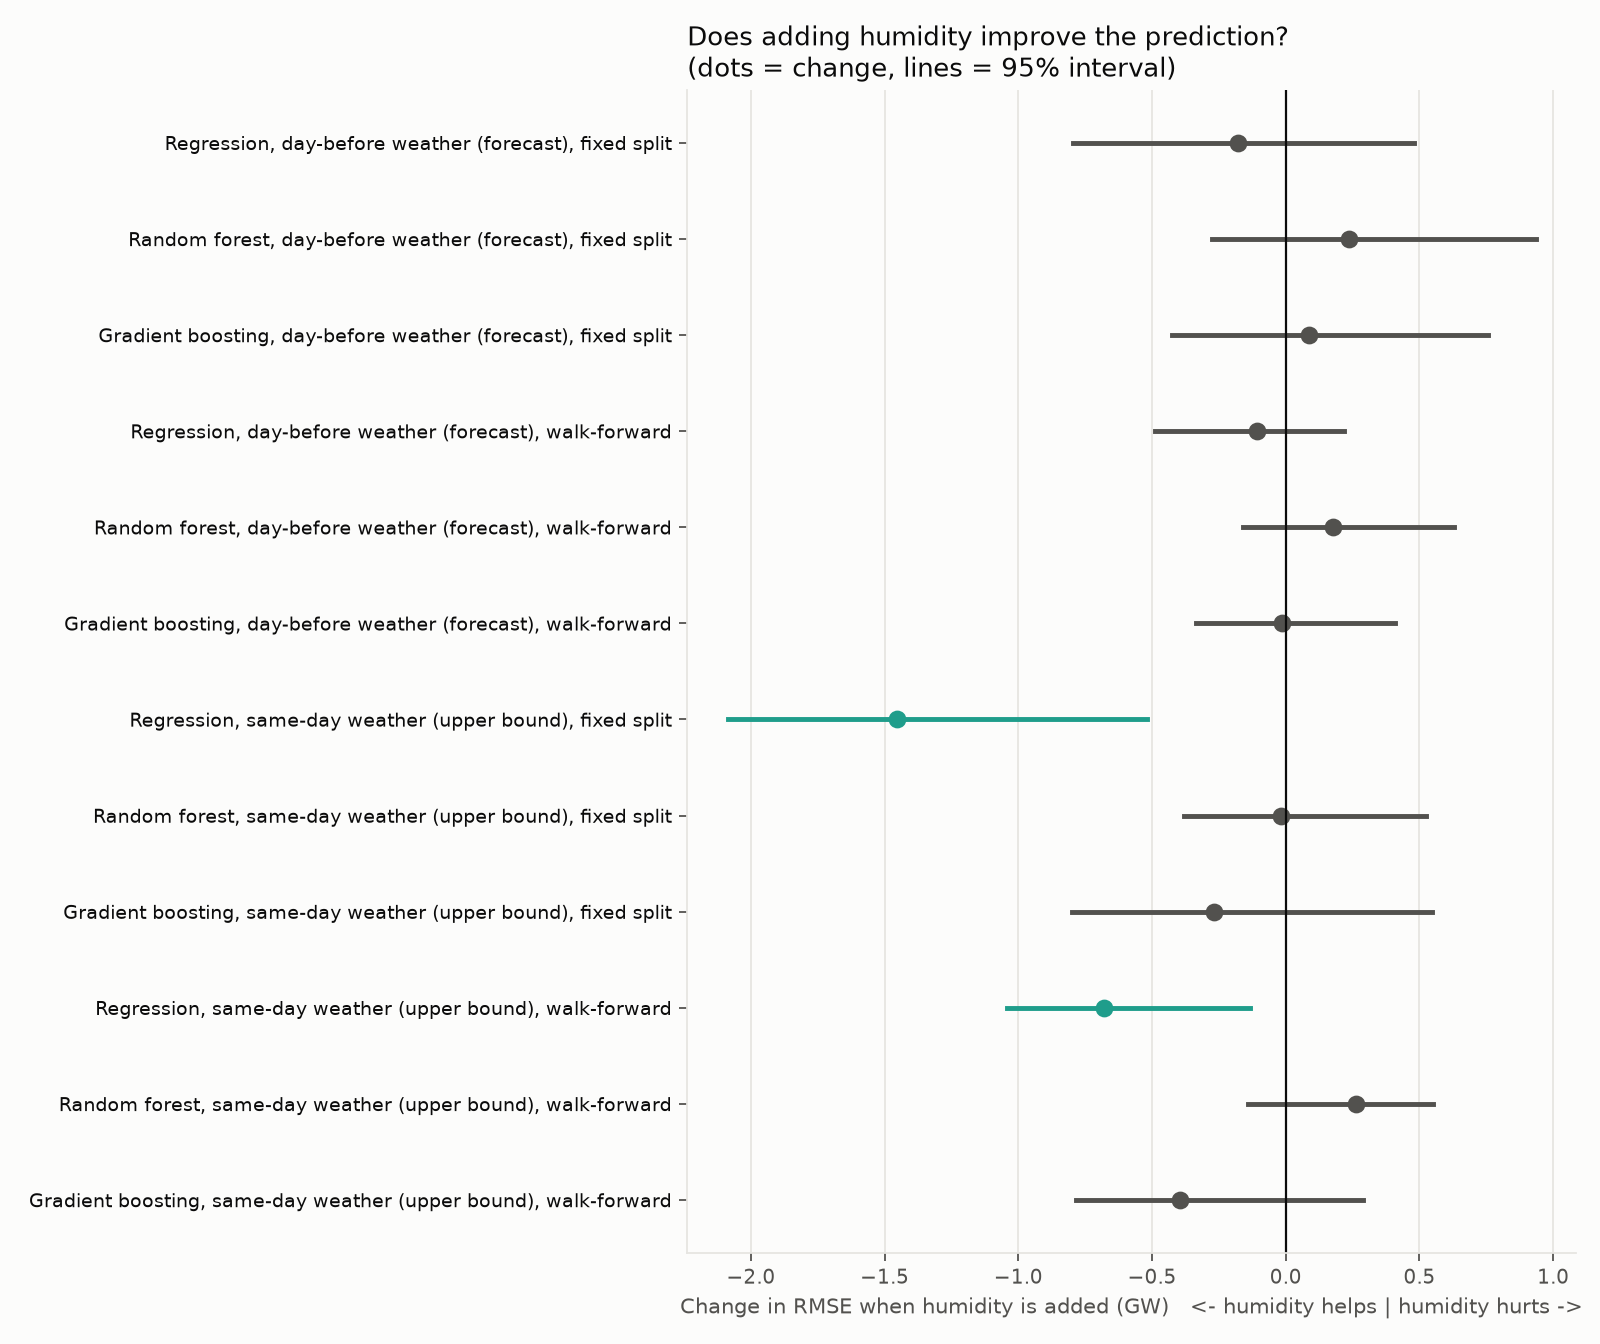 Does adding humidity improve the prediction?
(dots = change, lines = 95% interval)
Regression, day-before weather (forecast), fixed split
Random forest, day-before weather (forecast), fixed split
Gradient boosting, day-before weather (forecast), fixed split
Regression, day-before weather (forecast), walk-forward
Random forest, day-before weather (forecast), walk-forward
Gradient boosting, day-before weather (forecast), walk-forward
Regression, same-day weather (upper bound), fixed split
Random forest, same-day weather (upper bound), fixed split
Gradient boosting, same-day weather (upper bound), fixed split
Regression, same-day weather (upper bound), walk-forward
Random forest, same-day weather (upper bound), walk-forward
Gradient boosting, same-day weather (upper bound), walk-forward
−2.0 −1.5 −1.0 −0.5 0.0 0.5 1.0
Change in RMSE when humidity is added (GW) <- humidity helps | humidity hurts ->